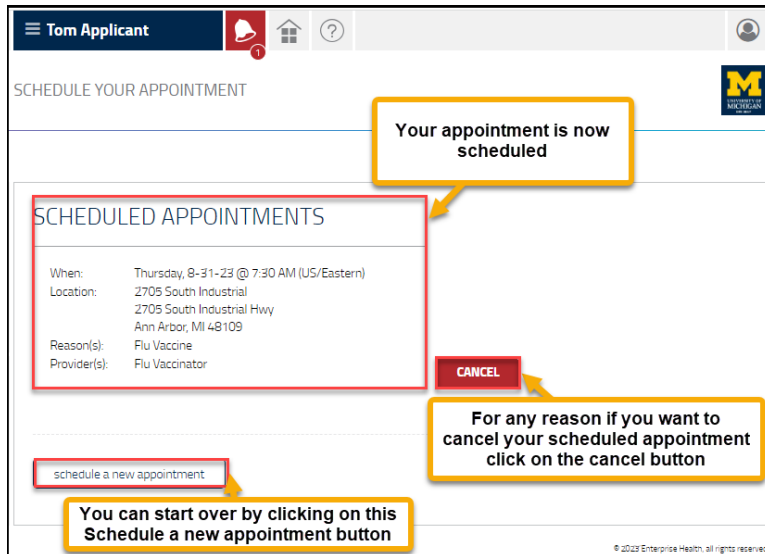 Tom Applicant
1
?
SCHEDULE YOUR APPOINTMENT
M
UNIVERSITY OF
MICHIGAN
Your appointment is now
scheduled
SCHEDULED APPOINTMENTS
When: Thursday, 8-31-23 @ 7:30 AM (US/Eastern)
Location: 2705 South Industrial
2705 South Industrial Hwy
Ann Arbor, MI 48109
Reason(s): Flu Vaccine
Provider(s): Flu Vaccinator
CANCEL
For any reason if you want to
cancel your scheduled appointment
click on the cancel button
schedule a new appointment
You can start over by clicking on this
Schedule a new appointment button
© 2023 Enterprise Health, all rights reserved